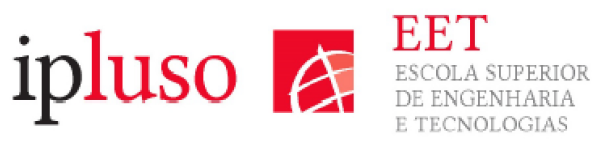 ipluso
EET
ESCOLA SUPERIOR
DE ENGENHARIA
E TECNOLOGIAS